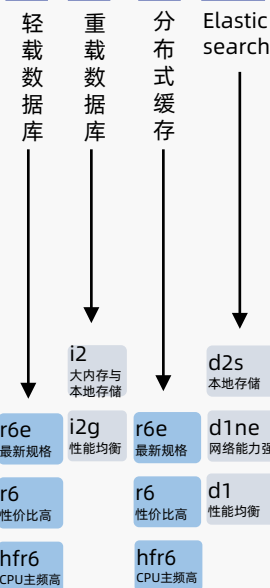 轻载数据库
重载数据库
分布式缓存
Elastic
search
i2
大内存与
本地存储
d2s
本地存储
r6e
最新规格
i2g
性能均衡
r6e
最新规格
d1ne
网络能力强
r6
性价比高
r6
性价比高
d1
性能均衡
hfr6
CPU主频高
hfr6
CPU主频高